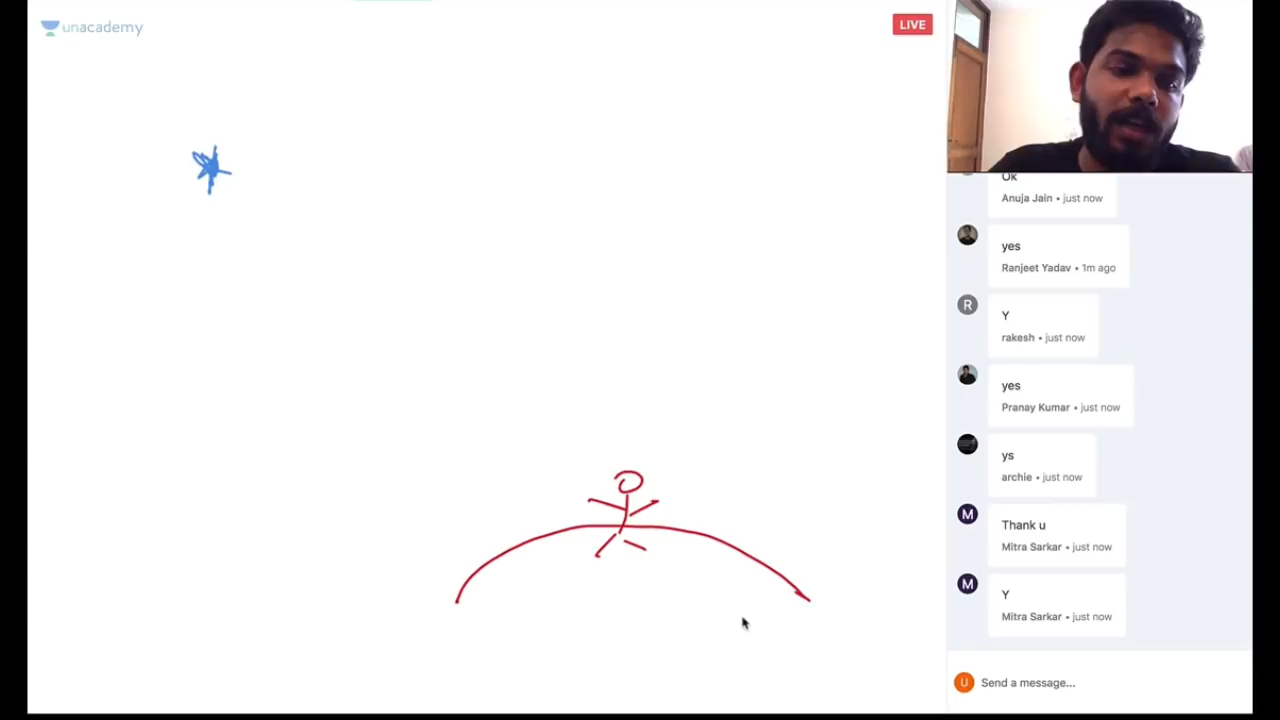 unacademy
LIVE
Ok
Anuja Jain • just now
yes
Ranjeet Yadav • 1m ago
R
Y
rakesh • just now
yes
Pranay Kumar • just now
ys
archie • just now
M
Thank u
Mitra Sarkar • just now
M
Y
Mitra Sarkar • just now
U
Send a message...